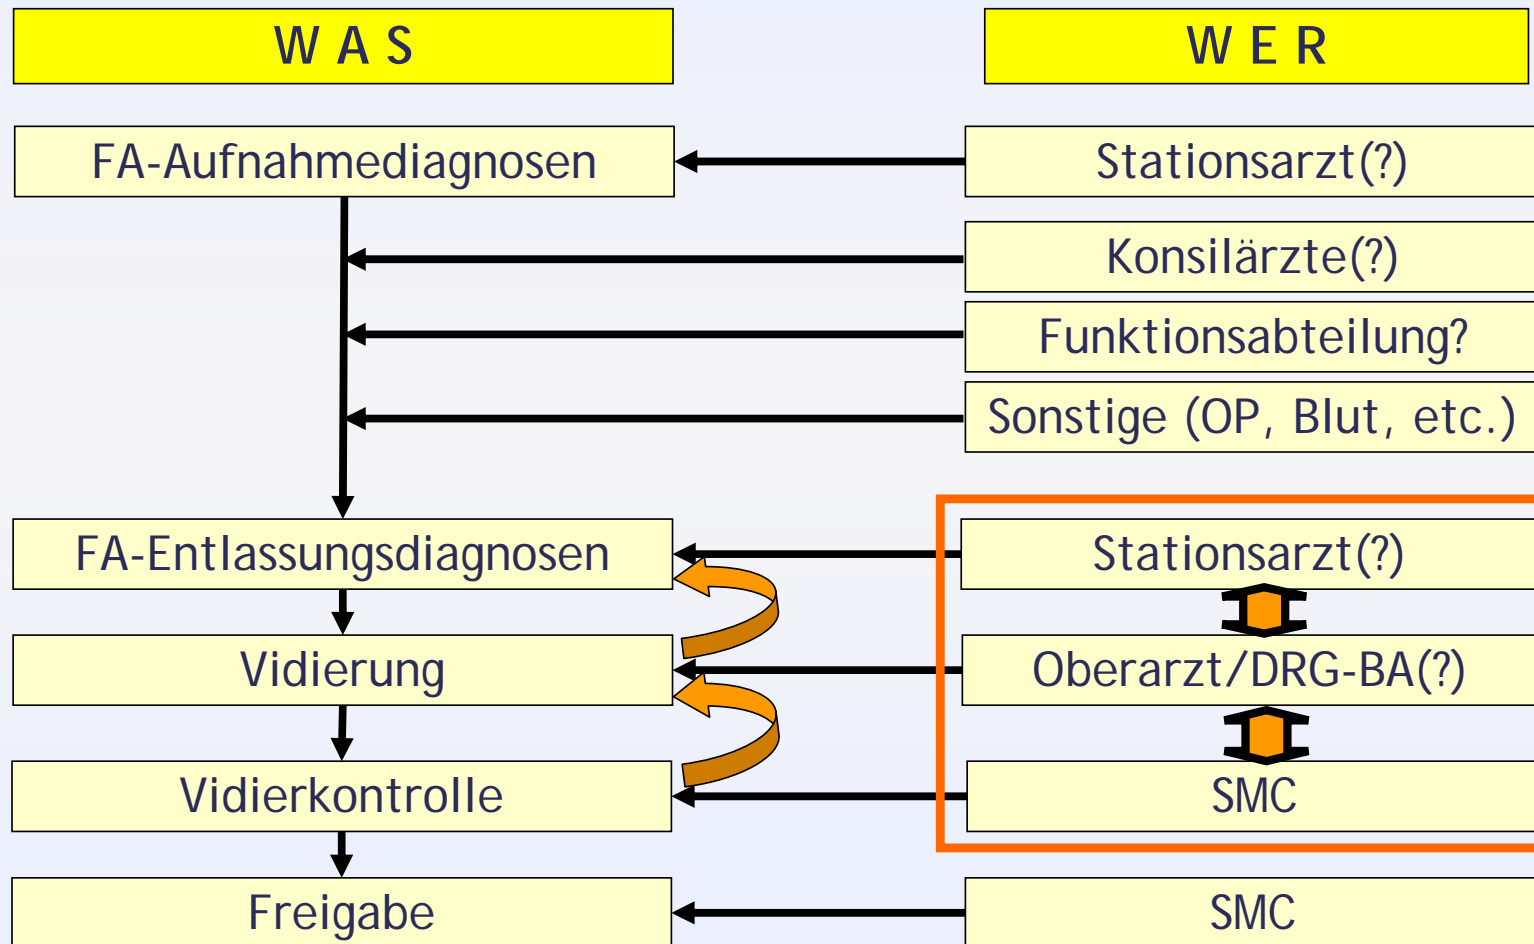 W A S
W E R
FA-Aufnahmediagnosen
Stationsarzt(?)
Konsilärzte(?)
Funktionsabteilung?
Sonstige (OP, Blut, etc.)
FA-Entlassungsdiagnosen
Stationsarzt(?)
Vidierung
Oberarzt/DRG-BA(?)
Vidierkontrolle
SMC
Freigabe
SMC